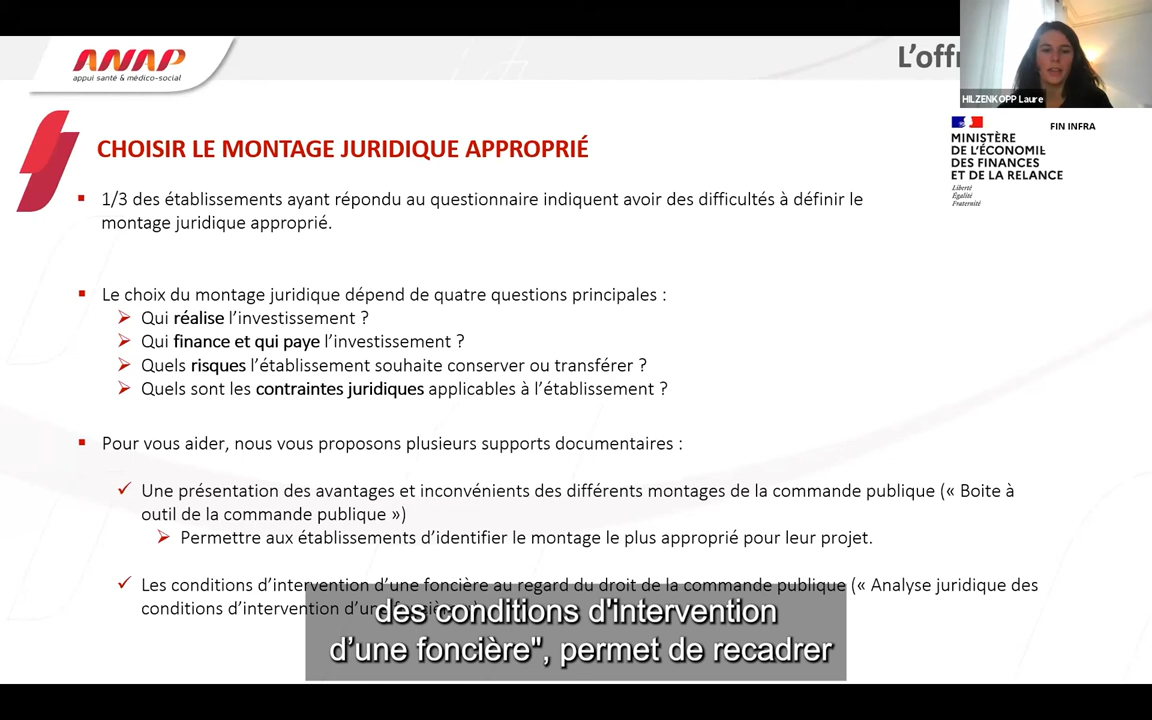 ANAP
appui santé & médico-social
L'offr
HILZENKOPP Laure
FIN INFRA
MINISTÈRE
DE L'ÉCONOMIE
DES FINANCES
ET DE LA RELANCE
Liberté
Égalité
Fraternité
CHOISIR LE MONTAGE JURIDIQUE APPROPRIÉ
1/3 des établissements ayant répondu au questionnaire indiquent avoir des difficultés à définir le
montage juridique approprié.
Le choix du montage juridique dépend de quatre questions principales :
Qui réalise l'investissement ?
Qui finance et qui paye l'investissement ?
Quels risques l'établissement souhaite conserver ou transférer ?
Quels sont les contraintes juridiques applicables à l'établissement ?
Pour vous aider, nous vous proposons plusieurs supports documentaires :
Une présentation des avantages et inconvénients des différents montages de la commande publique (« Boite à
outil de la commande publique »)
Permettre aux établissements d'identifier le montage le plus approprié pour leur projet.
Les conditions d'intervention d'une foncière au regard du droit de la commande publique (« Analyse juridique des
conditions d'intervention d'une foncière
des conditions d'intervention
d'une foncière", permet de recadrer